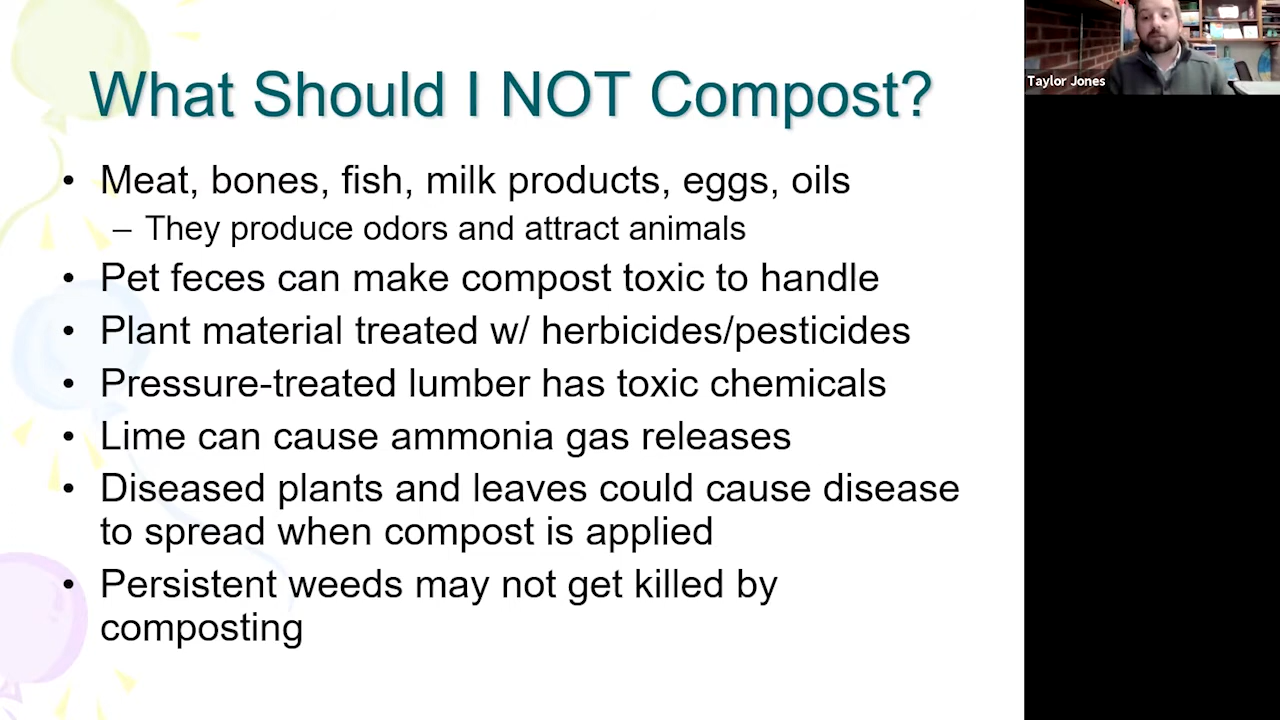 What Should I NOT Compost?
• Meat, bones, fish, milk products, eggs, oils
– They produce odors and attract animals
• Pet feces can make compost toxic to handle
• Plant material treated w/ herbicides/pesticides
• Pressure-treated lumber has toxic chemicals
• Lime can cause ammonia gas releases
• Diseased plants and leaves could cause disease
to spread when compost is applied
• Persistent weeds may not get killed by
composting
Taylor Jones